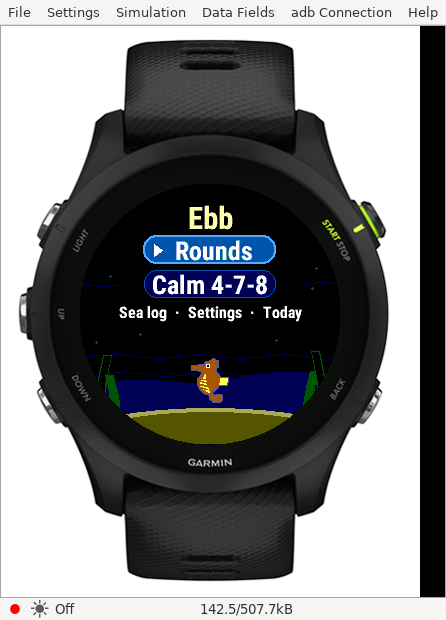 File Settings Simulation Data Fields adb Connection Help
LIGHT
START STOP
UP
DOWN
BACK
Ebb
Rounds
Calm 4-7-8
Sea log · Settings · Today
GARMIN
Off 142.5/507.7kB